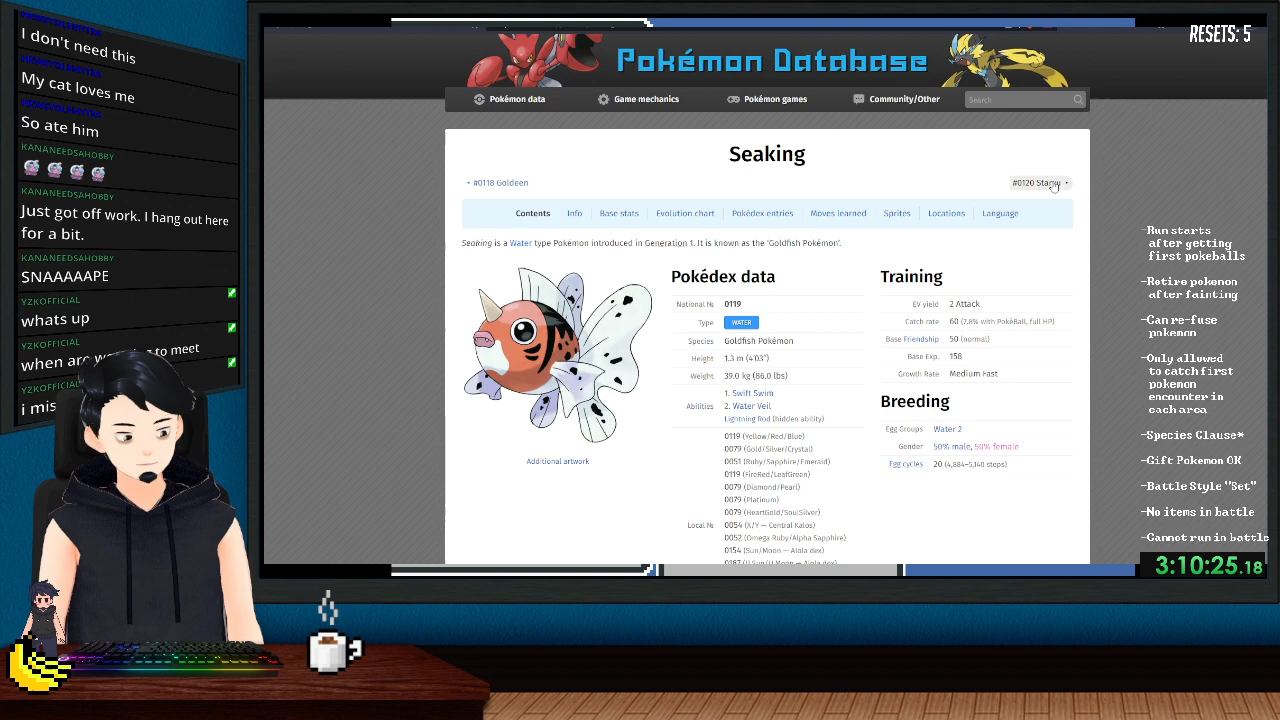 I don't need this
My cat loves me
So ate him
KANANEEDSAHOBBY
KANANEEDSAHOBBY
Just got off work. I hang out here
for a bit.
KANANEEDSAHOBBY
SNAAAAAPE
YZKOFFICIAL
whats up
YZKOFFICIAL
when are to meet
YZKOFFI
i mis
RESETS: 5
Pokémon Database
Pokémon data
Game mechanics
Pokémon games
Community/Other
Search
Seaking
#0118 Goldeen
#0120
Contents
Info
Base stats
Evolution chart
Pokédex entries
Moves learned
Sprites
Locations
Language
Seaking is a Water type Pokémon introduced in Generation 1. It is known as the 'Goldfish Pokémon'.
Additional artwork
Pokédex data
National № 0119
Type WATER
Species Goldfish Pokémon
Height 1.3 m (4′03″)
Weight 39.0 kg (86.0 lbs)
Abilities 1. Swift Swim
2. Water Veil
Lightning Rod (hidden ability)
Local № 0119 (Yellow/Red/Blue)
0079 (Gold/Silver/Crystal)
0051 (Ruby/Sapphire/Emerald)
0119 (FireRed/LeafGreen)
0079 (Diamond/Pearl)
0079 (Platinum)
0079 (HeartGold/SoulSilver)
0054 (X/Y — Central Kalos)
0052 (Omega Ruby/Alpha Sapphire)
0154 (Sun/Moon — Alola dex)
Training
EV yield 2 Attack
Catch rate 60 (7.8% with PokéBall, full HP)
Base Friendship 50 (normal)
Base Exp. 158
Growth Rate Medium Fast
Breeding
Egg Groups Water 2
Gender 50% male, 50% female
Egg cycles 20 (4,884–5,140 steps)
-Run starts
after getting
first pokeballs
-Retire pokemon
after fainting
-Can re-fuse
pokemon
-Only allowed
to catch first
pokemon
encounter in
each area
-Species Clause*
-Gift Pokemon OK
-Battle Style "Set"
-No items in battle
-Cannot run in battle
3:10:25.18